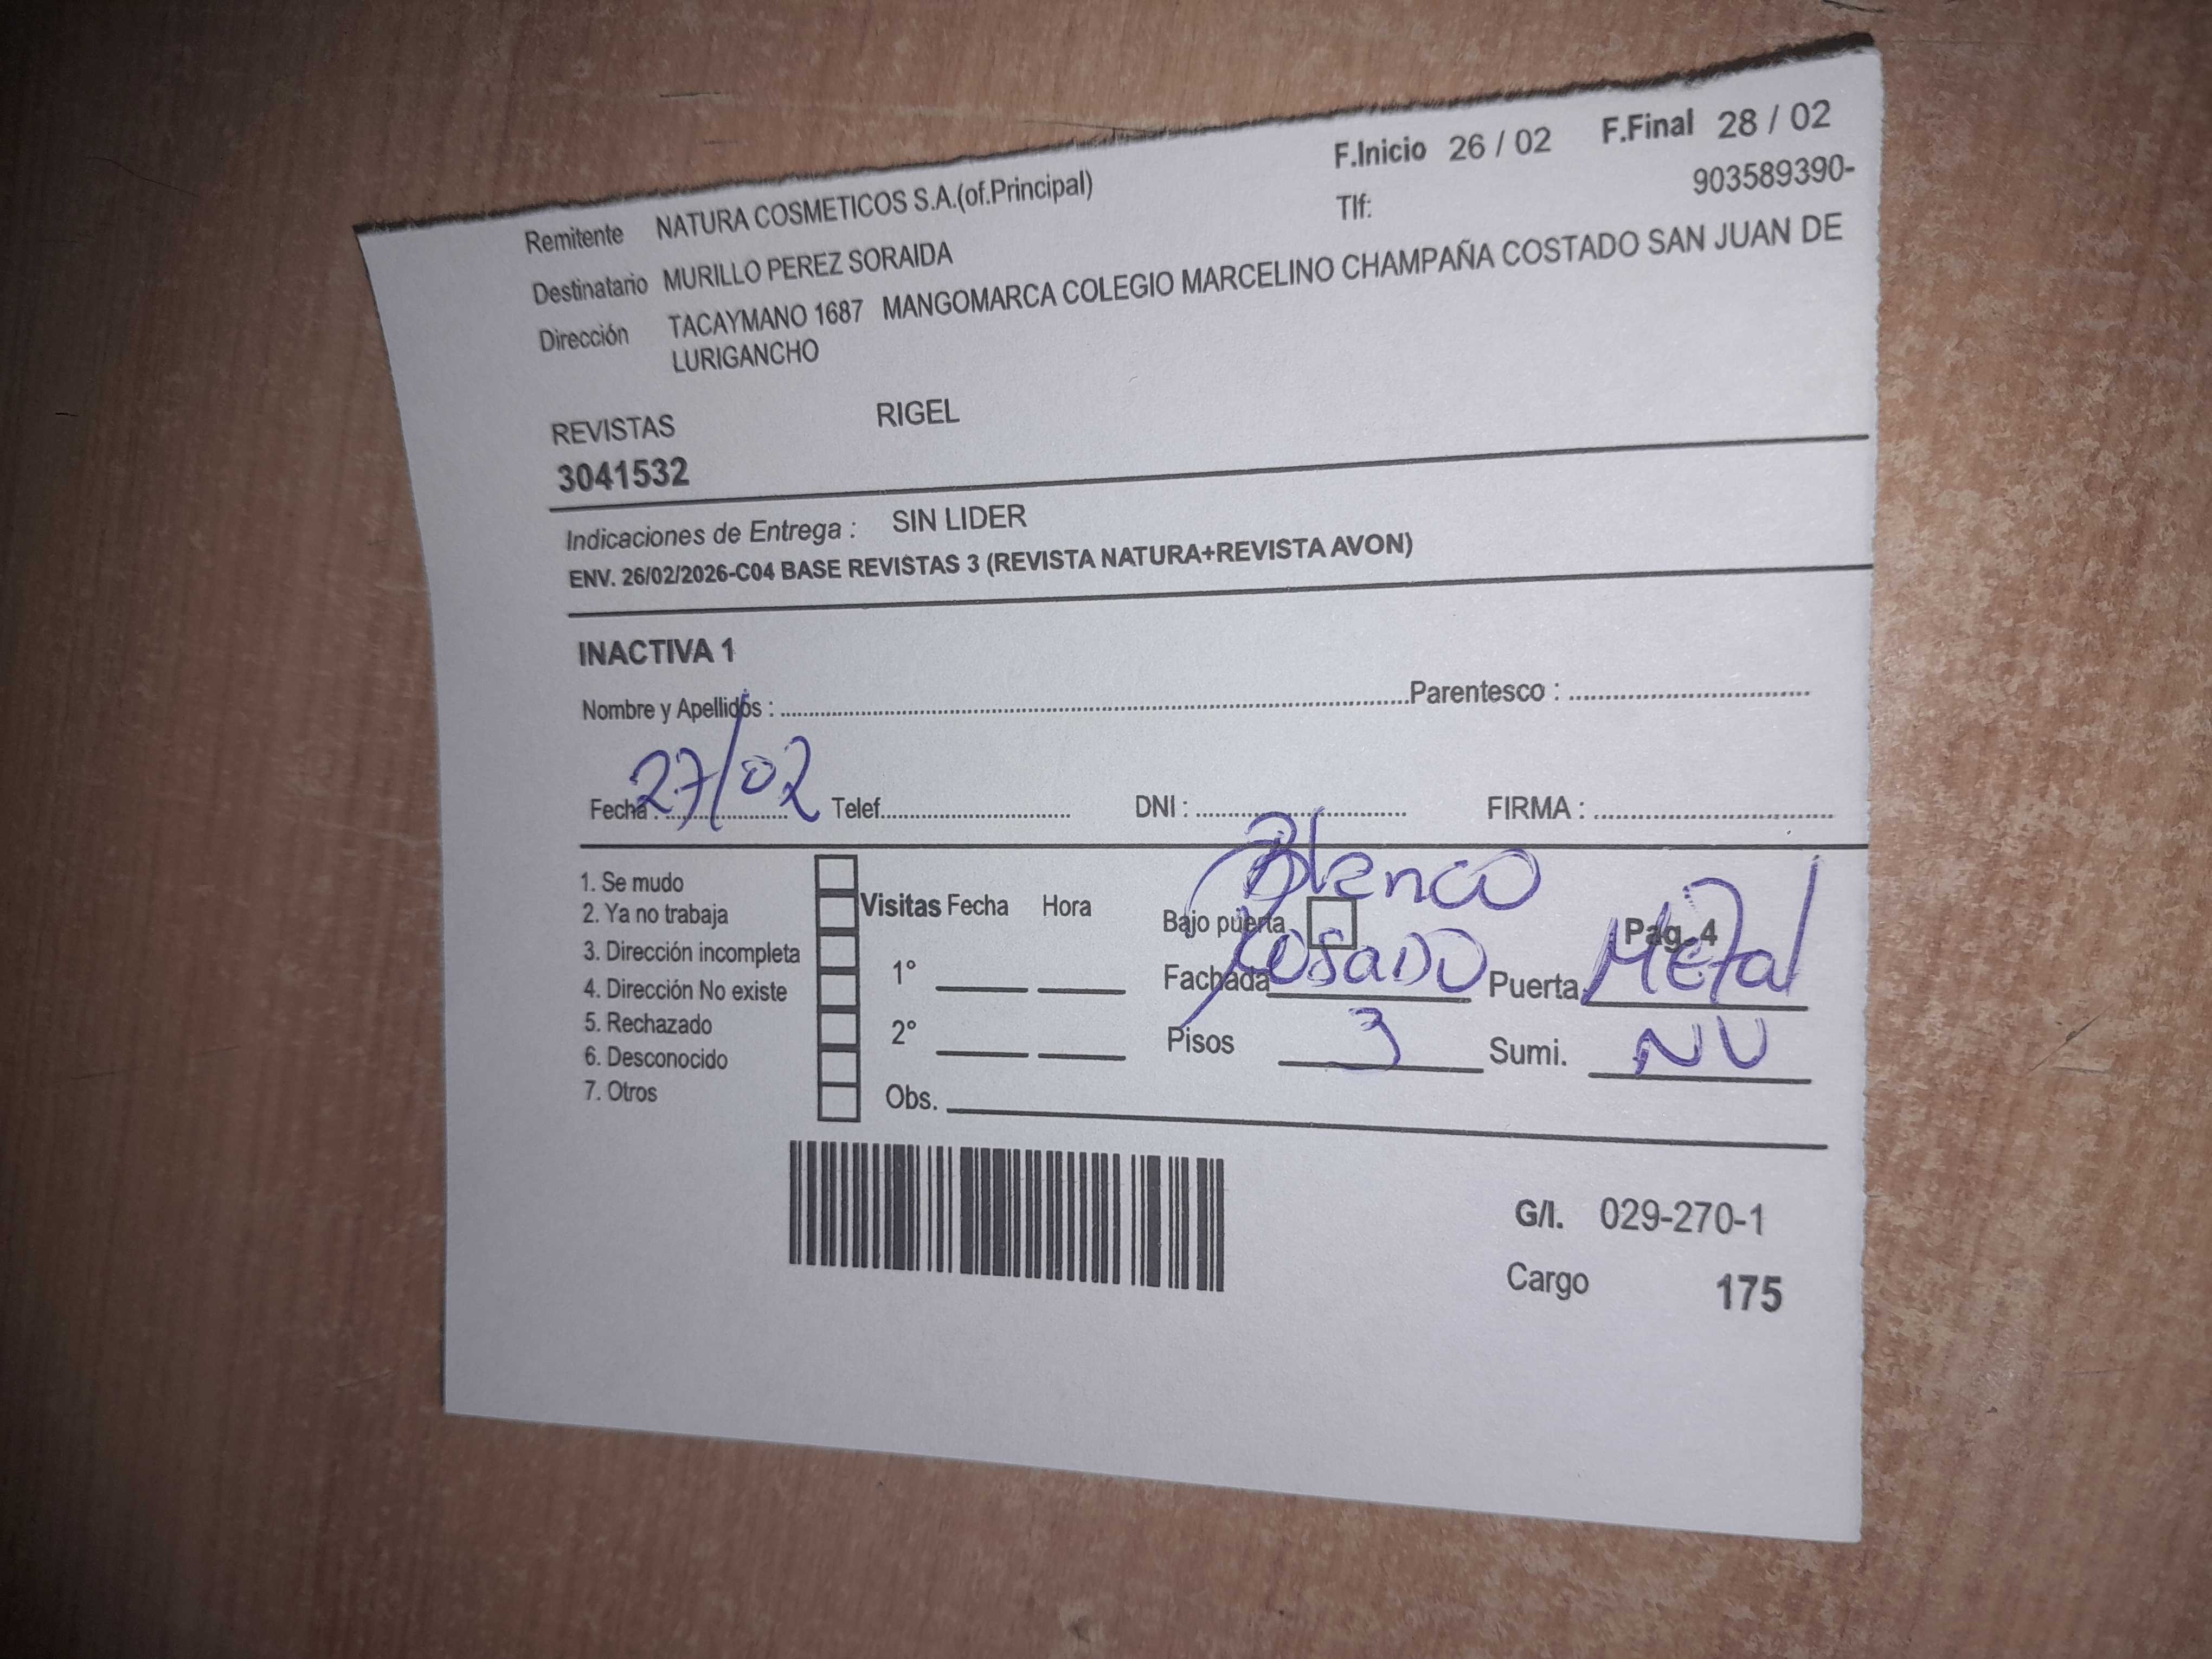 F.Inicio 26 / 02 F.Final 28 / 02
Remitente NATURA COSMETICOS S.A.(of.Principal) Tlf: 903589390-
Destinatario MURILLO PEREZ SORAIDA
Dirección TACAYMANO 1687 MANGOMARCA COLEGIO MARCELINO CHAMPAÑA COSTADO SAN JUAN DE
LURIGANCHO
REVISTAS RIGEL
3041532
Indicaciones de Entrega : SIN LIDER
ENV. 26/02/2026-C04 BASE REVISTAS 3 (REVISTA NATURA+REVISTA AVON)
INACTIVA 1
Nombre y Apellidos : Parentesco :
Fecha : 27/02 Telef. DNI : FIRMA :
Blanco
1. Se mudo
2. Ya no trabaja
3. Dirección incompleta
4. Dirección No existe
5. Rechazado
6. Desconocido
7. Otros
Visitas Fecha Hora
1°
2°
Obs.
Bajo puerta Pag. 4
Fachada Puerta Metal
Pisos 3 Sumi. NV
G/I. 029-270-1
Cargo 175